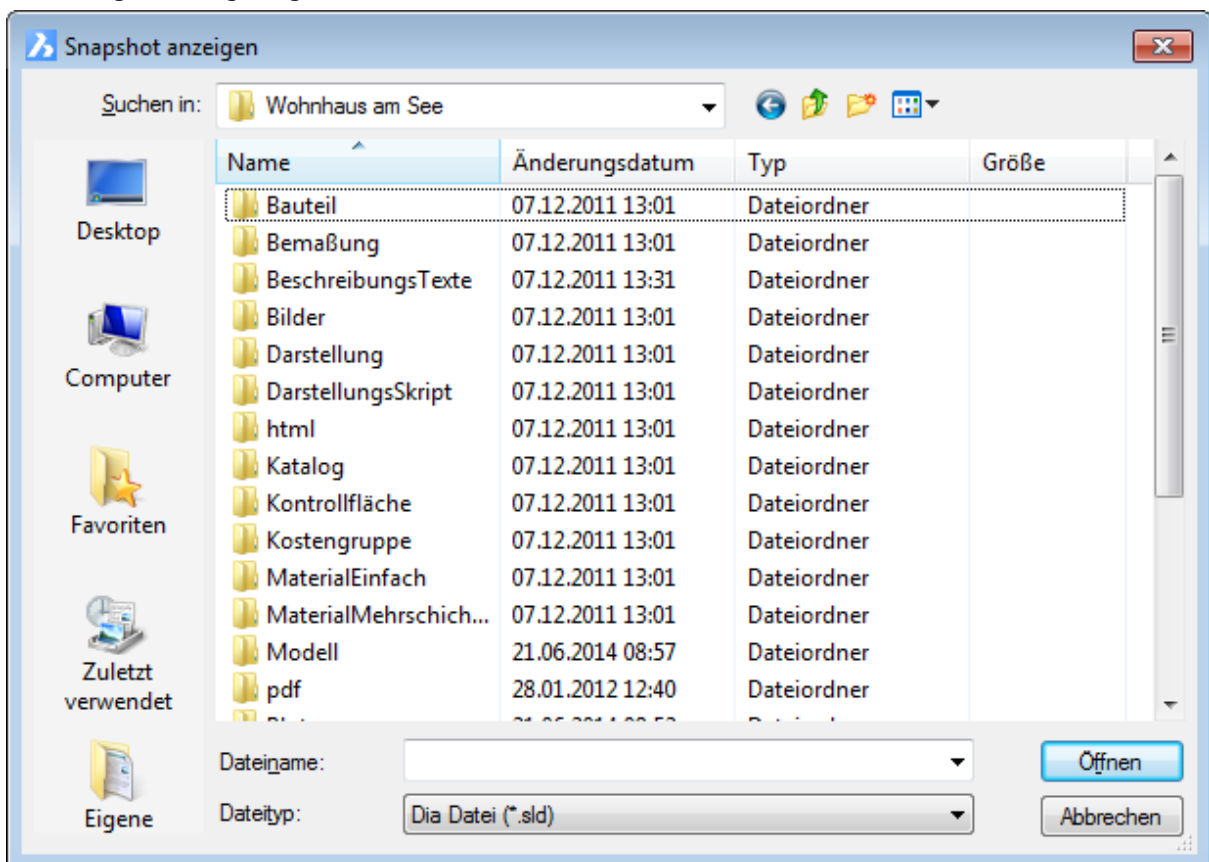 Snapshot anzeigen
Suchen in: Wohnhaus am See
Name Änderungsdatum Typ Größe
Bauteil 07.12.2011 13:01 Dateiordner
Bemaßung 07.12.2011 13:01 Dateiordner
BeschreibungsTexte 07.12.2011 13:31 Dateiordner
Bilder 07.12.2011 13:01 Dateiordner
Darstellung 07.12.2011 13:01 Dateiordner
DarstellungsSkript 07.12.2011 13:01 Dateiordner
html 07.12.2011 13:01 Dateiordner
Katalog 07.12.2011 13:01 Dateiordner
Kontrollfläche 07.12.2011 13:01 Dateiordner
Kostengruppe 07.12.2011 13:01 Dateiordner
MaterialEinfach 07.12.2011 13:01 Dateiordner
MaterialMehrschich... 07.12.2011 13:01 Dateiordner
Modell 21.06.2014 08:57 Dateiordner
pdf 28.01.2012 12:40 Dateiordner
Desktop
Computer
Favoriten
Zuletzt
verwendet
Eigene
Dateiname: Öffnen
Dateityp: Dia Datei (*.sld) Abbrechen